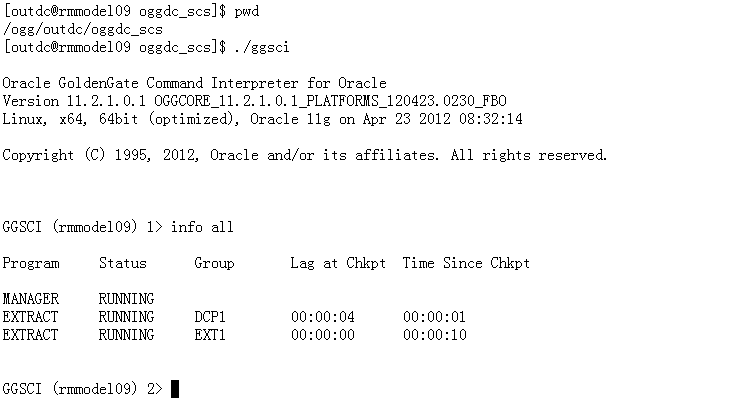 [outdc@rmmodel09 oggdc_scs]$ pwd
/ogg/outdc/oggdc_scs
[outdc@rmmodel09 oggdc_scs]$ ./ggsci
Oracle GoldenGate Command Interpreter for Oracle
Version 11.2.1.0.1 OGGCORE_11.2.1.0.1_PLATFORMS_120423.0230_FBO
Linux, x64, 64bit (optimized), Oracle 11g on Apr 23 2012 08:32:14
Copyright (C) 1995, 2012, Oracle and/or its affiliates. All rights reserved.
GGSCI (rmmodel09) 1> info all
Program     Status      Group       Lag at Chkpt  Time Since Chkpt
MANAGER     RUNNING
EXTRACT     RUNNING     DCP1        00:00:04      00:00:01
EXTRACT     RUNNING     EXT1        00:00:00      00:00:10
GGSCI (rmmodel09) 2>